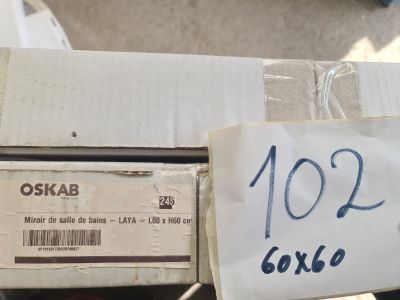 OSKAB
245
Miroir de salle de bains - LAYA - L60 x H60 cm
102
60x60